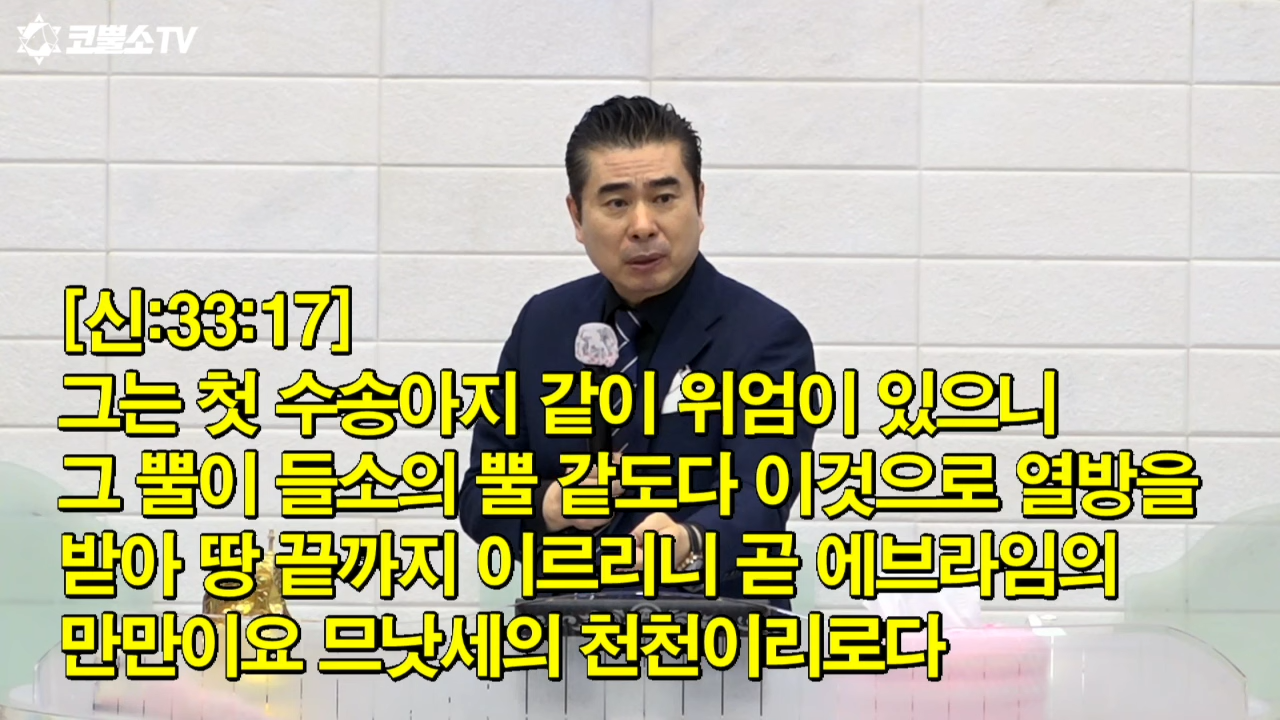 코뿔소TV
[신:33:17]
그는 첫 수송아지 같이 위엄이 있으니
그 뿔이 들소의 뿔 같도다 이것으로 열방을
받아 땅 끝까지 이르리니 곧 에브라임의
만만이요 므낫세의 천천이리로다